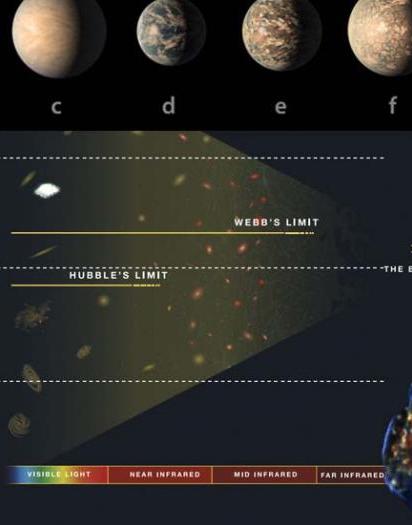 c d e f
WEBB'S LIMIT
HUBBLE'S LIMIT
THE
VISIBLE LIGHT NEAR INFRARED MID INFRARED FAR INFRARED